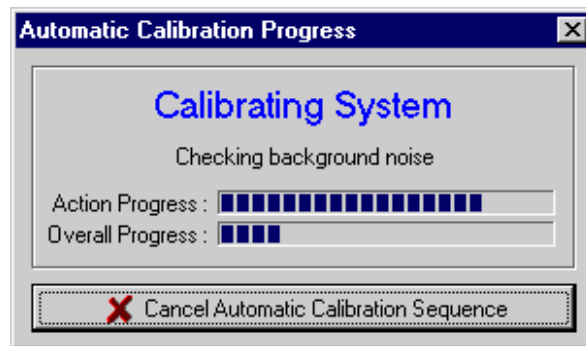 Automatic Calibration Progress
Calibrating System
Checking background noise
Action Progress :
Overall Progress :
Cancel Automatic Calibration Sequence